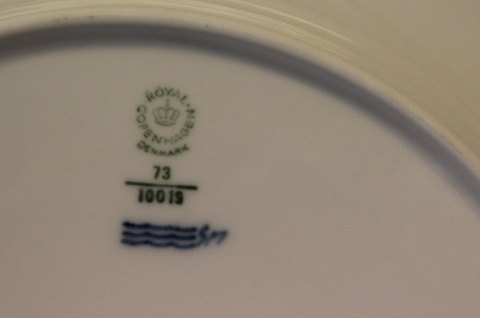 ROYAL
COPENHAGEN
DENMARK
73
10019